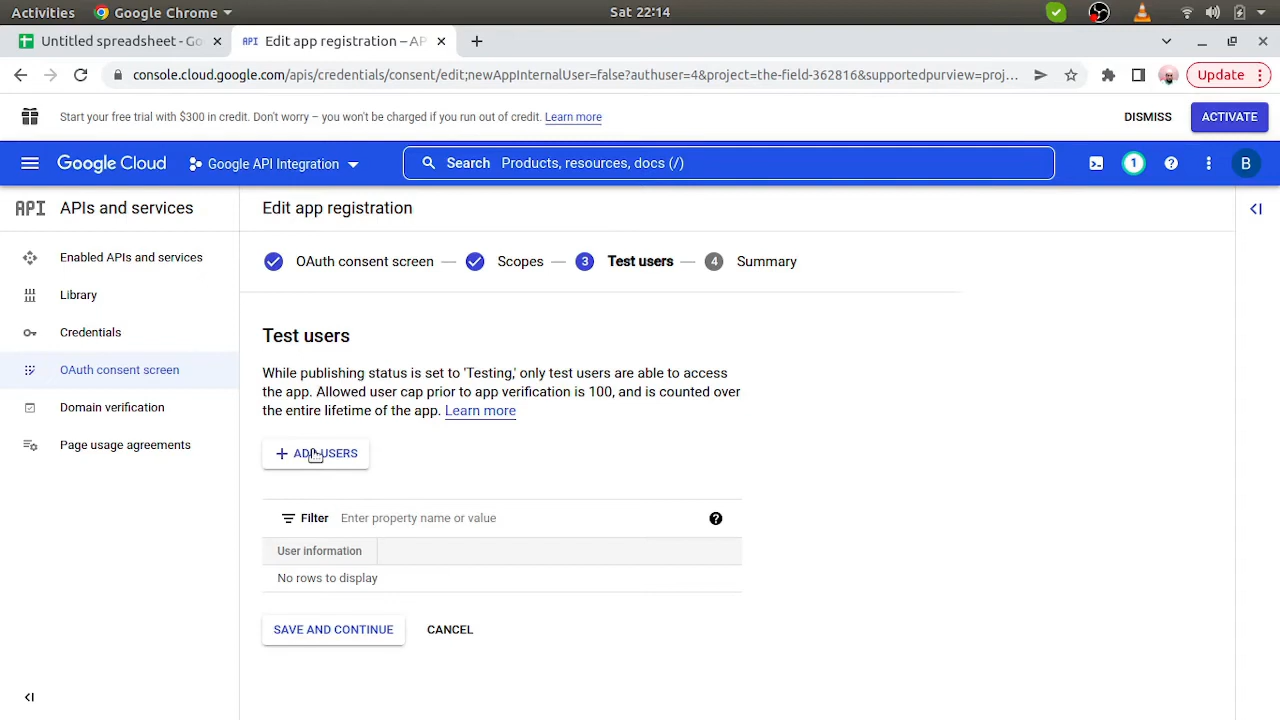 Activities
Google Chrome
Sat 22:14
Untitled spreadsheet - Go
API
Edit app registration – AP
console.cloud.google.com/apis/credentials/consent/edit;newAppInternalUser=false?authuser=4&project=the-field-362816&supportedpurview=proj...
Update
Start your free trial with $300 in credit. Don't worry – you won't be charged if you run out of credit. Learn more
DISMISS
ACTIVATE
Google Cloud
Google API Integration
Search Products, resources, docs (/)
1
B
API APIs and services
Edit app registration
Enabled APIs and services
Library
Credentials
OAuth consent screen
Domain verification
Page usage agreements
OAuth consent screen
Scopes
3 Test users
4 Summary
Test users
While publishing status is set to 'Testing,' only test users are able to access
the app. Allowed user cap prior to app verification is 100, and is counted over
the entire lifetime of the app. Learn more
+ ADD USERS
Filter Enter property name or value
User information
No rows to display
SAVE AND CONTINUE
CANCEL